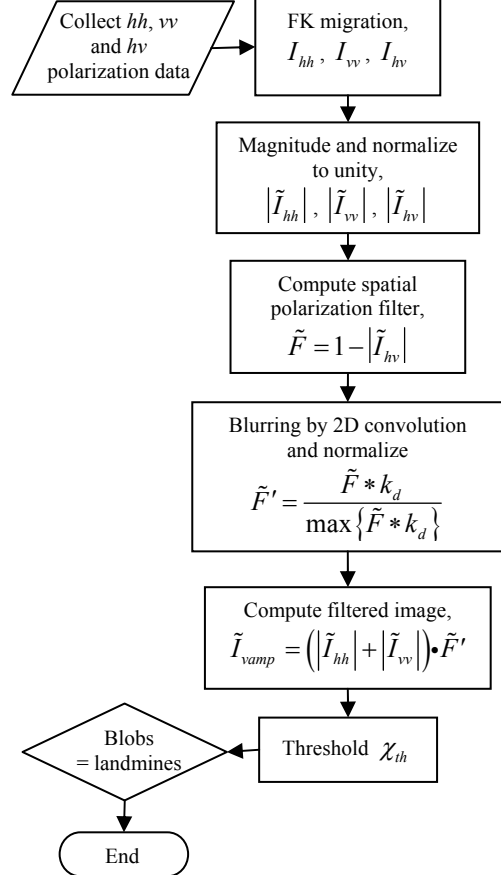 Collect hh, vv
and hv
polarization data
FK migration,
I_hh , I_vv , I_hv
Magnitude and normalize
to unity,
|Ĩ_hh| , |Ĩ_vv| , |Ĩ_hv|
Compute spatial
polarization filter,
F̃ = 1 − |Ĩ_hv|
Blurring by 2D convolution
and normalize
F̃′ = F̃ * k_d / max{F̃ * k_d}
Compute filtered image,
Ĩ_vamp = (|Ĩ_hh| + |Ĩ_vv|)•F̃′
Threshold χ_th
Blobs
= landmines
End